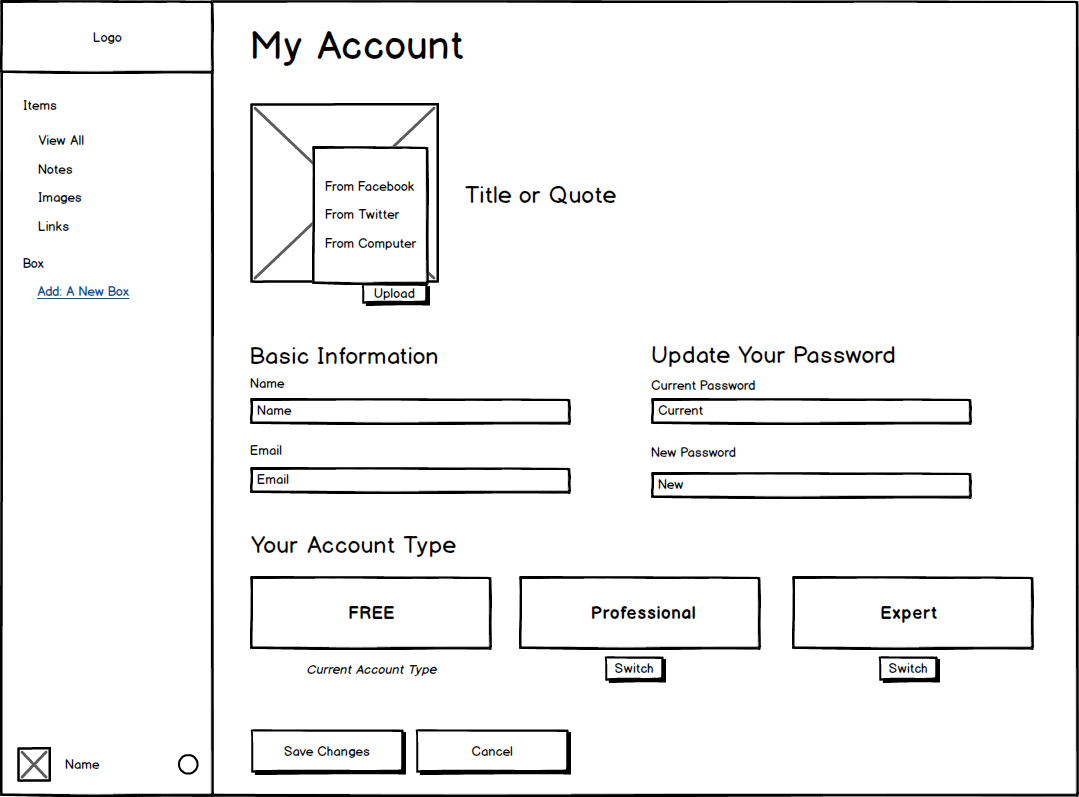 Logo
Items
View All
Notes
Images
Links
Box
Add: A New Box
Name
My Account
From Facebook
From Twitter
From Computer
Upload
Title or Quote
Basic Information
Name
Name
Email
Email
Update Your Password
Current Password
Current
New Password
New
Your Account Type
FREE
Current Account Type
Professional
Switch
Expert
Switch
Save Changes
Cancel